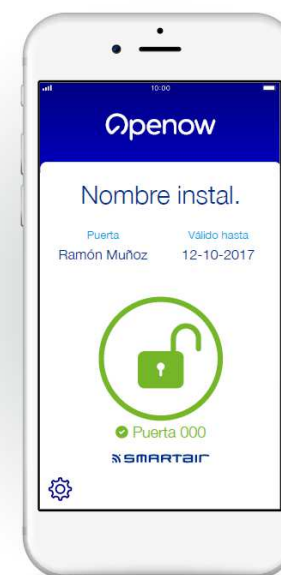 10:00
Openow
Nombre instal.
Puerta Válido hasta
Ramón Muñoz 12-10-2017
Puerta 000
SMARTair